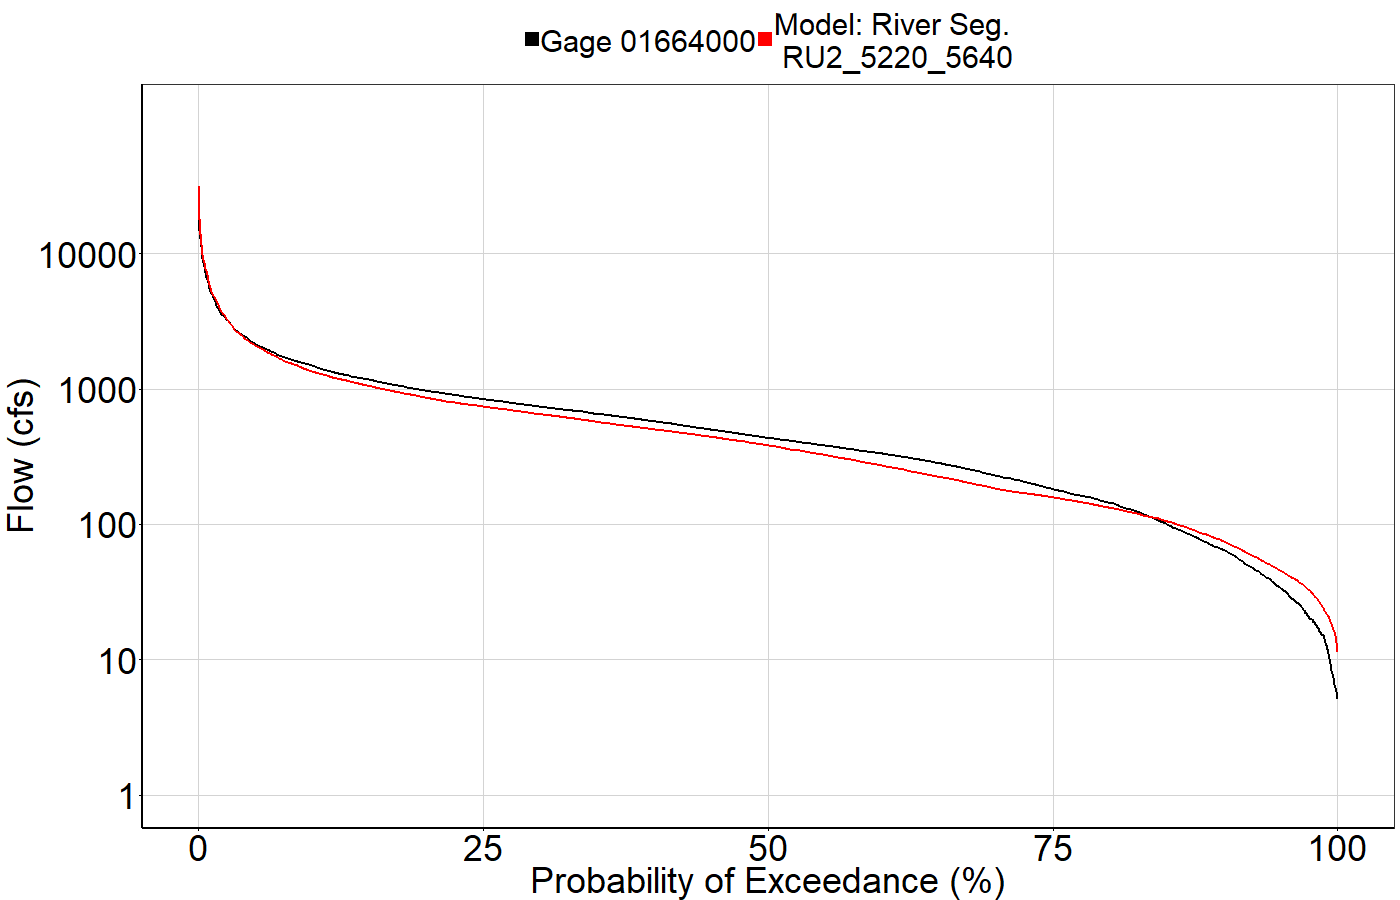 Gage 01664000
Model: River Seg.
RU2_5220_5640
Flow (cfs)
10000
1000
100
10
1
0 25 50 75 100
Probability of Exceedance (%)